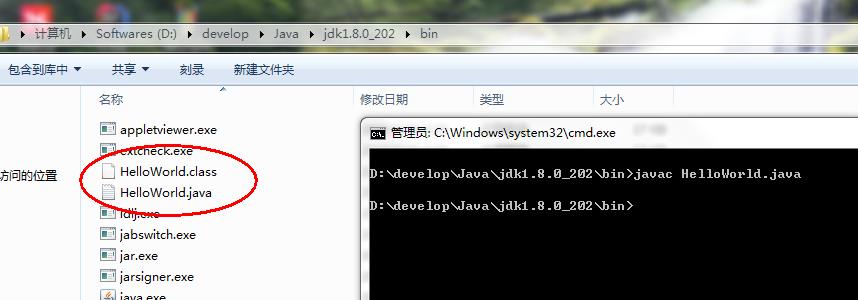 计算机 Softwares (D:) develop Java jdk1.8.0_202 bin
包含到库中 共享 刻录 新建文件夹
名称 修改日期 类型 大小
appletviewer.exe
管理员: C:\Windows\system32\cmd.exe
extcheck.exe
HelloWorld.class
访问的位置
D:\develop\Java\jdk1.8.0_202\bin>javac HelloWorld.java
HelloWorld.java
D:\develop\Java\jdk1.8.0_202\bin>
idlj.exe
jabswitch.exe
jar.exe
jarsigner.exe
java.exe